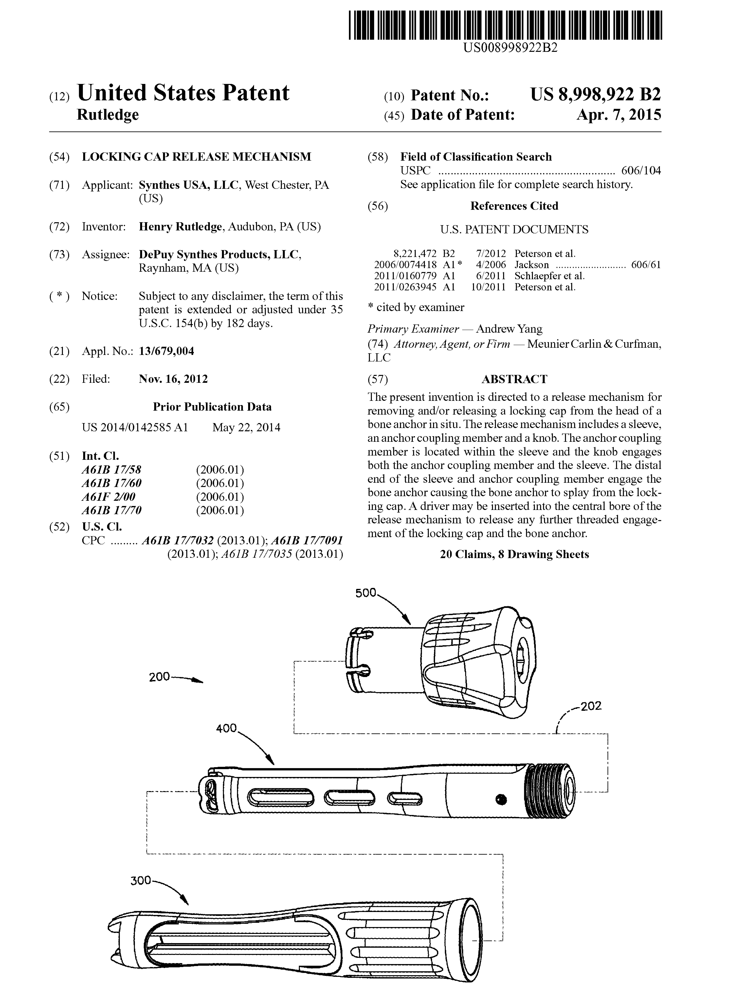 US008998922B2
(12) United States Patent
Rutledge
(10) Patent No.: US 8,998,922 B2
(45) Date of Patent: Apr. 7, 2015
(54) LOCKING CAP RELEASE MECHANISM
(71) Applicant: Synthes USA, LLC, West Chester, PA
(US)
(72) Inventor: Henry Rutledge, Audubon, PA (US)
(73) Assignee: DePuy Synthes Products, LLC,
Raynham, MA (US)
( * ) Notice: Subject to any disclaimer, the term of this
patent is extended or adjusted under 35
U.S.C. 154(b) by 182 days.
(21) Appl. No.: 13/679,004
(22) Filed: Nov. 16, 2012
(65) Prior Publication Data
US 2014/0142585 A1 May 22, 2014
(51) Int. Cl.
A61B 17/58 (2006.01)
A61B 17/60 (2006.01)
A61F 2/00 (2006.01)
A61B 17/70 (2006.01)
(52) U.S. Cl.
CPC ......... A61B 17/7032 (2013.01); A61B 17/7091
(2013.01); A61B 17/7035 (2013.01)
(58) Field of Classification Search
USPC .......................................................... 606/104
See application file for complete search history.
(56) References Cited
U.S. PATENT DOCUMENTS
8,221,472 B2 7/2012 Peterson et al.
2006/0074418 A1* 4/2006 Jackson .......................... 606/61
2011/0160779 A1 6/2011 Schlaepfer et al.
2011/0263945 A1 10/2011 Peterson et al.
* cited by examiner
Primary Examiner — Andrew Yang
(74) Attorney, Agent, or Firm — Meunier Carlin & Curfman,
LLC
(57) ABSTRACT
The present invention is directed to a release mechanism for
removing and/or releasing a locking cap from the head of a
bone anchor in situ. The release mechanism includes a sleeve,
an anchor coupling member and a knob. The anchor coupling
member is located within the sleeve and the knob engages
both the anchor coupling member and the sleeve. The distal
end of the sleeve and anchor coupling member engage the
bone anchor causing the bone anchor to splay from the lock-
ing cap. A driver may be inserted into the central bore of the
release mechanism to release any further threaded engage-
ment of the locking cap and the bone anchor.
20 Claims, 8 Drawing Sheets
500
200
202
400
300